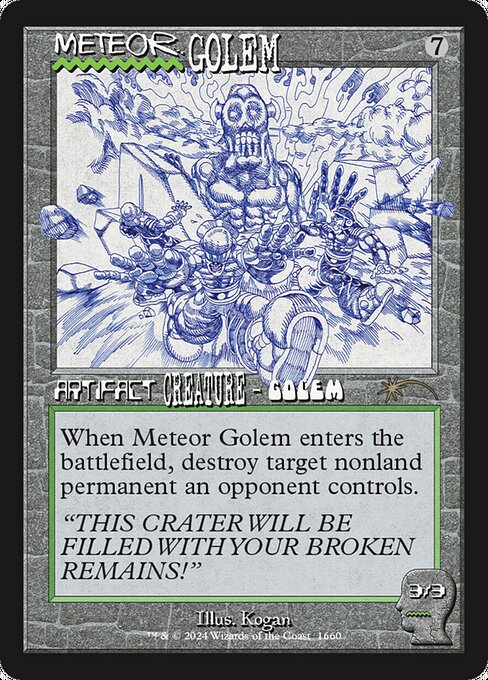 METEOR GOLEM 7
ARTIFACT CREATURE - GOLEM
When Meteor Golem enters the
battlefield, destroy target nonland
permanent an opponent controls.
“THIS CRATER WILL BE
FILLED WITH YOUR BROKEN
REMAINS!”
3/3
Illus. Kogan
™ & © 2024 Wizards of the Coast 1660